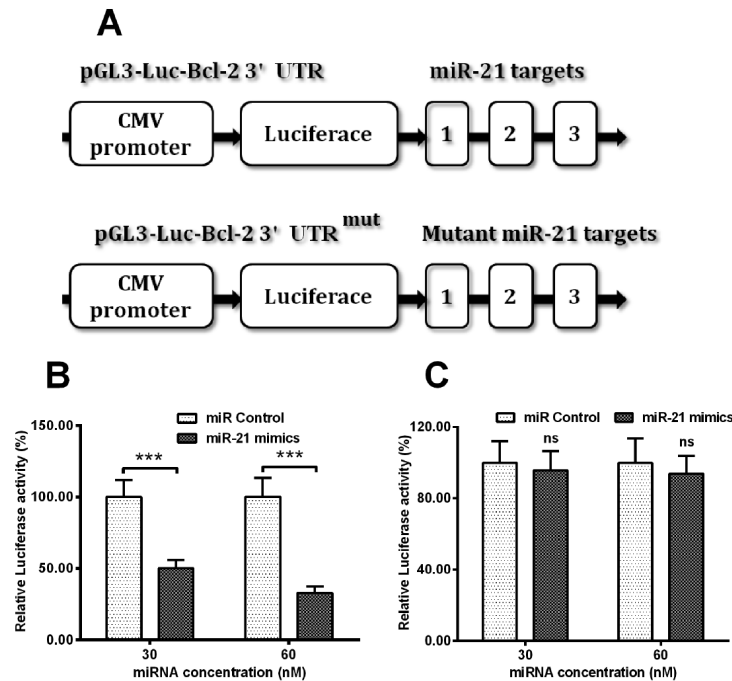 A
pGL3-Luc-Bcl-2 3' UTR
miR-21 targets
CMV promoter
Luciferace
1
2
3
pGL3-Luc-Bcl-2 3' UTR mut
Mutant miR-21 targets
CMV promoter
Luciferace
1
2
3
B
miR Control
miR-21 mimics
Relative Luciferase activity (%)
150.00
100.00
50.00
0.00
***
***
30
60
miRNA concentration (nM)
C
miR Control
miR-21 mimics
Relative Luciferase activity (%)
120.00
80.00
40.00
0.00
ns
ns
30
60
miRNA concentration (nM)